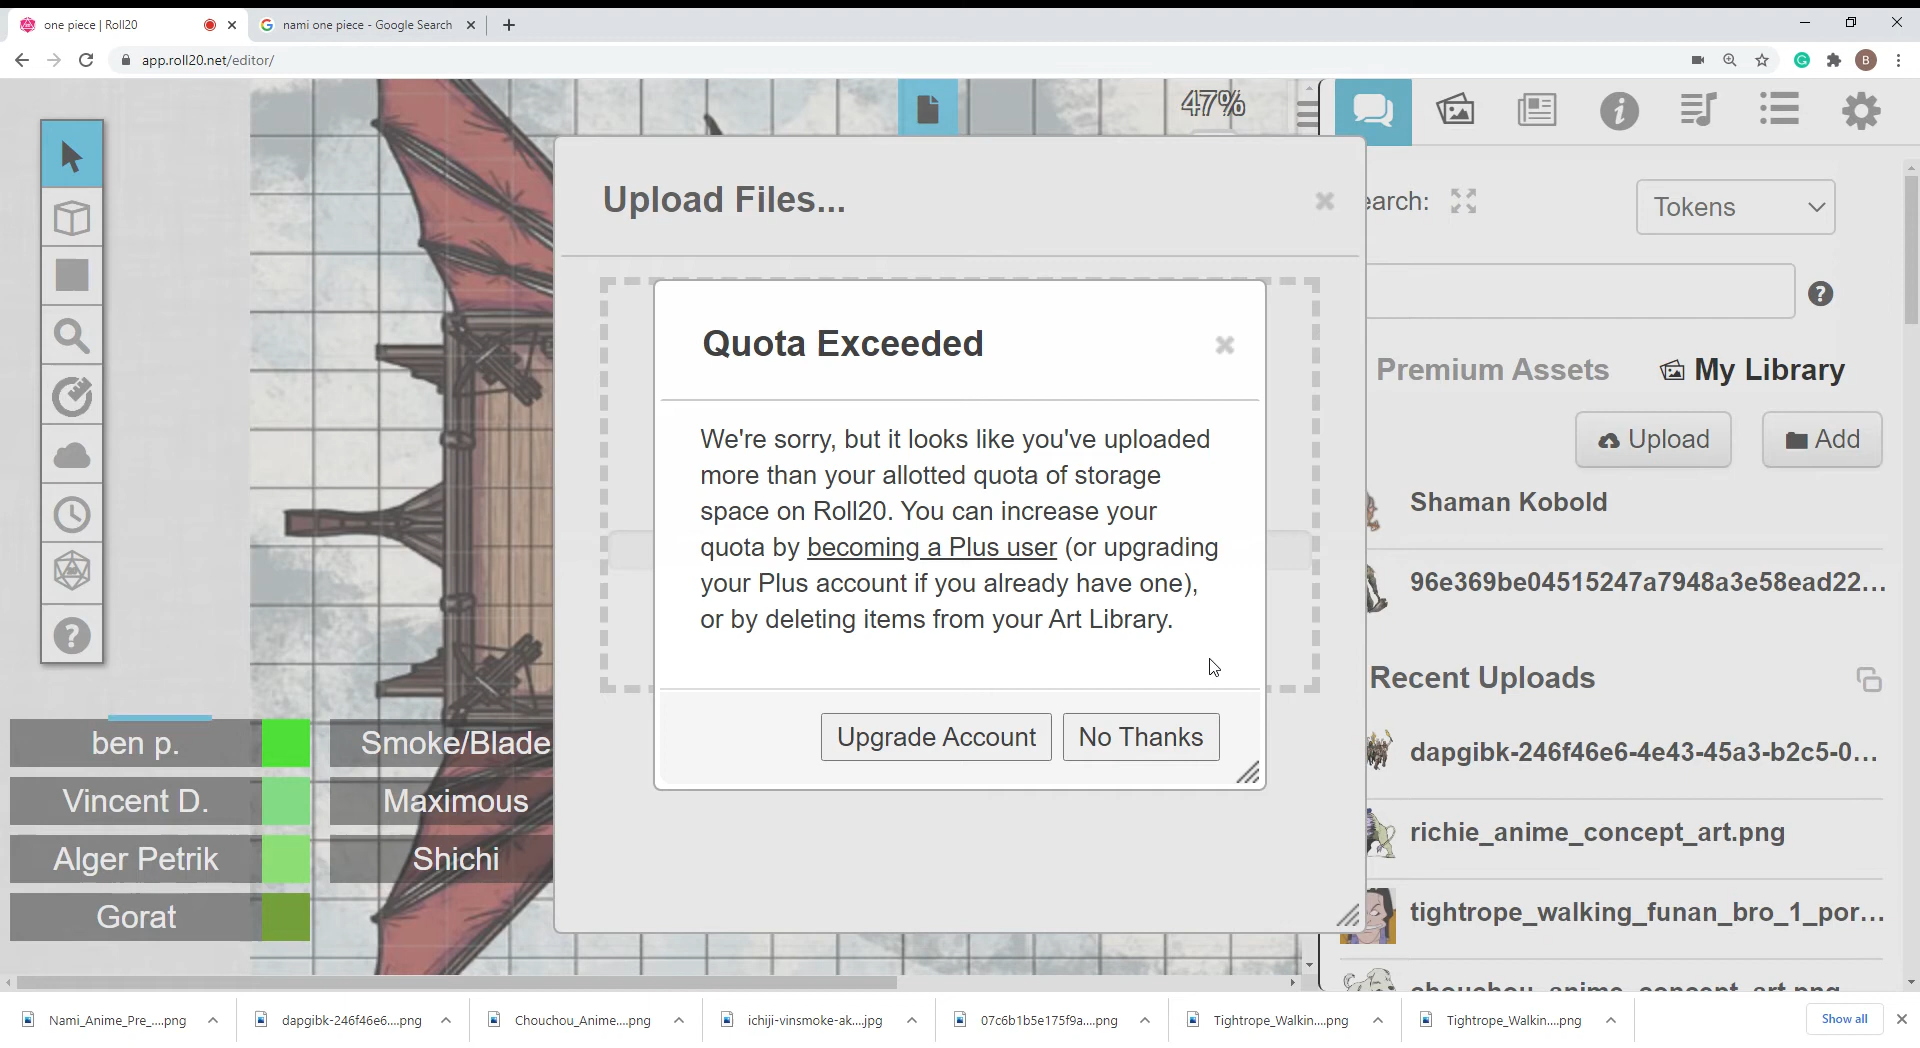 one piece | Roll20
nami one piece - Google Search
app.roll20.net/editor/
B
47%
Upload Files...
earch:
Tokens
Quota Exceeded
We're sorry, but it looks like you've uploaded
more than your allotted quota of storage
space on Roll20. You can increase your
quota by becoming a Plus user (or upgrading
your Plus account if you already have one),
or by deleting items from your Art Library.
Upgrade Account
No Thanks
Premium Assets
My Library
Upload
Add
Shaman Kobold
96e369be04515247a7948a3e58ead22...
Recent Uploads
dapgibk-246f46e6-4e43-45a3-b2c5-0...
richie_anime_concept_art.png
tightrope_walking_funan_bro_1_por...
chouchou_anime_concept_art.png
ben p.
Smoke/Blade
Vincent D.
Maximous
Alger Petrik
Shichi
Gorat
Nami_Anime_Pre_....png
dapgibk-246f46e6....png
Chouchou_Anime....png
ichiji-vinsmoke-ak....jpg
07c6b1b5e175f9a....png
Tightrope_Walkin....png
Tightrope_Walkin....png
Show all